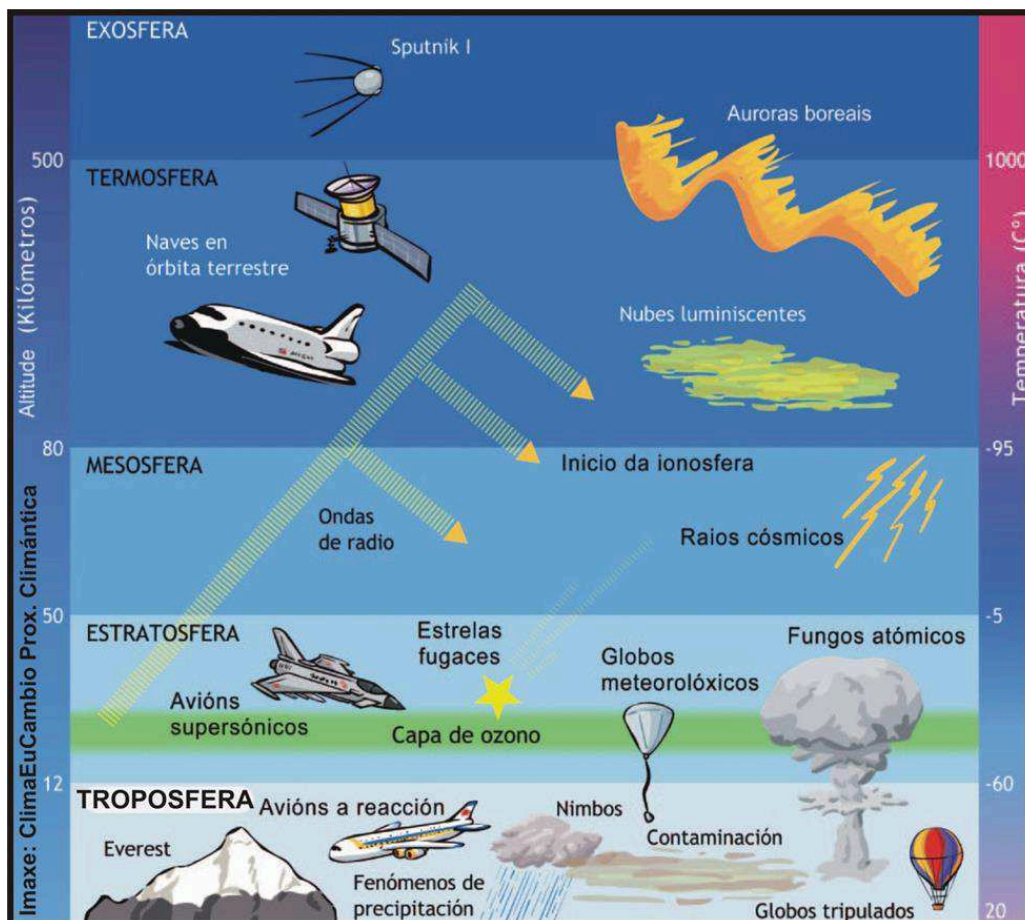 EXOSFERA
Sputnik I
Auroras boreais
500
1000
TERMOSFERA
Naves en
órbita terrestre
Nubes luminiscentes
Altitude (Kilómetros)
Temperatura (Cº)
80
-95
MESOSFERA
Inicio da ionosfera
Ondas
de radio
Raios cósmicos
50
-5
ESTRATOSFERA
Estrelas
fugaces
Fungos atómicos
Globos
meteorolóxicos
Avións
supersónicos
Capa de ozono
12
-60
TROPOSFERA
Avións a reacción
Nimbos
Contaminación
Everest
Fenómenos de
precipitación
Globos tripulados
20
Imaxe: ClimaEuCambio Prox. Climántica